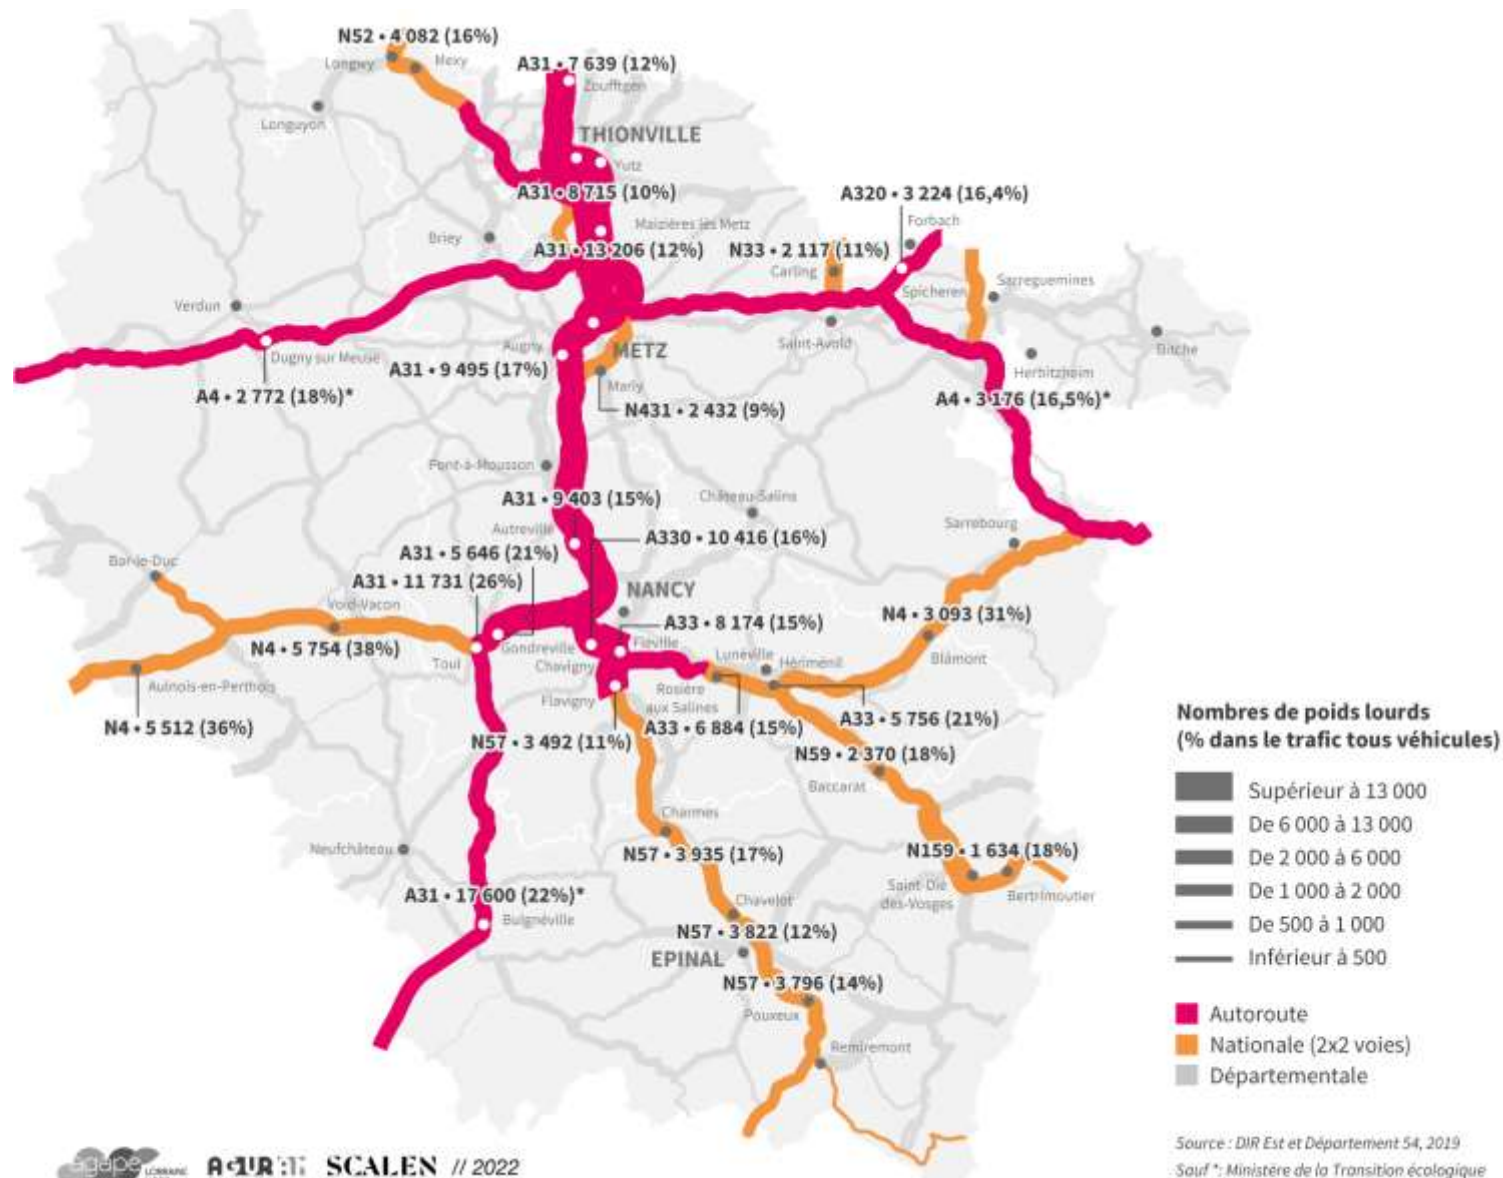 N52 • 4 082 (16%)
Longwy
Mexy
A31 • 7 639 (12%)
Zoufftgen
Longuyon
THIONVILLE
Yutz
A31 • 8 715 (10%)
A320 • 3 224 (16,4%)
Forbach
Maizières lès Metz
Briey
A31 • 13 206 (12%)
N33 • 2 117 (11%)
Carling
Spicheren
Sarreguemines
Verdun
Dugny sur Meuse
Augny
METZ
Saint-Avold
Bitche
Herbitzheim
A31 • 9 495 (17%)
Marly
A4 • 2 772 (18%)*
A4 • 3 176 (16,5%)*
N431 • 2 432 (9%)
Pont-à-Mousson
A31 • 9 403 (15%)
Château-Salins
Autreville
A330 • 10 416 (16%)
Sarrebourg
A31 • 5 646 (21%)
Bar-le-Duc
A31 • 11 731 (26%)
NANCY
Void-Vacon
A33 • 8 174 (15%)
N4 • 3 093 (31%)
N4 • 5 754 (38%)
Toul
Gondreville
Chavigny
Fléville
Lunéville
Hériménil
Blâmont
Aulnois-en-Perthois
Flavigny
Rosière
aux Salines
N4 • 5 512 (36%)
N57 • 3 492 (11%)
A33 • 6 884 (15%)
A33 • 5 756 (21%)
N59 • 2 370 (18%)
Baccarat
Charmes
Neufchâteau
N57 • 3 935 (17%)
N159 • 1 634 (18%)
Saint-Dié
des-Vosges
Bertrimoutier
A31 • 17 600 (22%)*
Bulgnéville
Chavelot
N57 • 3 822 (12%)
EPINAL
N57 • 3 796 (14%)
Pouxeux
Remiremont
Nombres de poids lourds
(% dans le trafic tous véhicules)
Supérieur à 13 000
De 6 000 à 13 000
De 2 000 à 6 000
De 1 000 à 2 000
De 500 à 1 000
Inférieur à 500
Autoroute
Nationale (2x2 voies)
Départementale
Source : DIR Est et Département 54, 2019
Sauf *: Ministère de la Transition écologique
agape
SCALEN // 2022